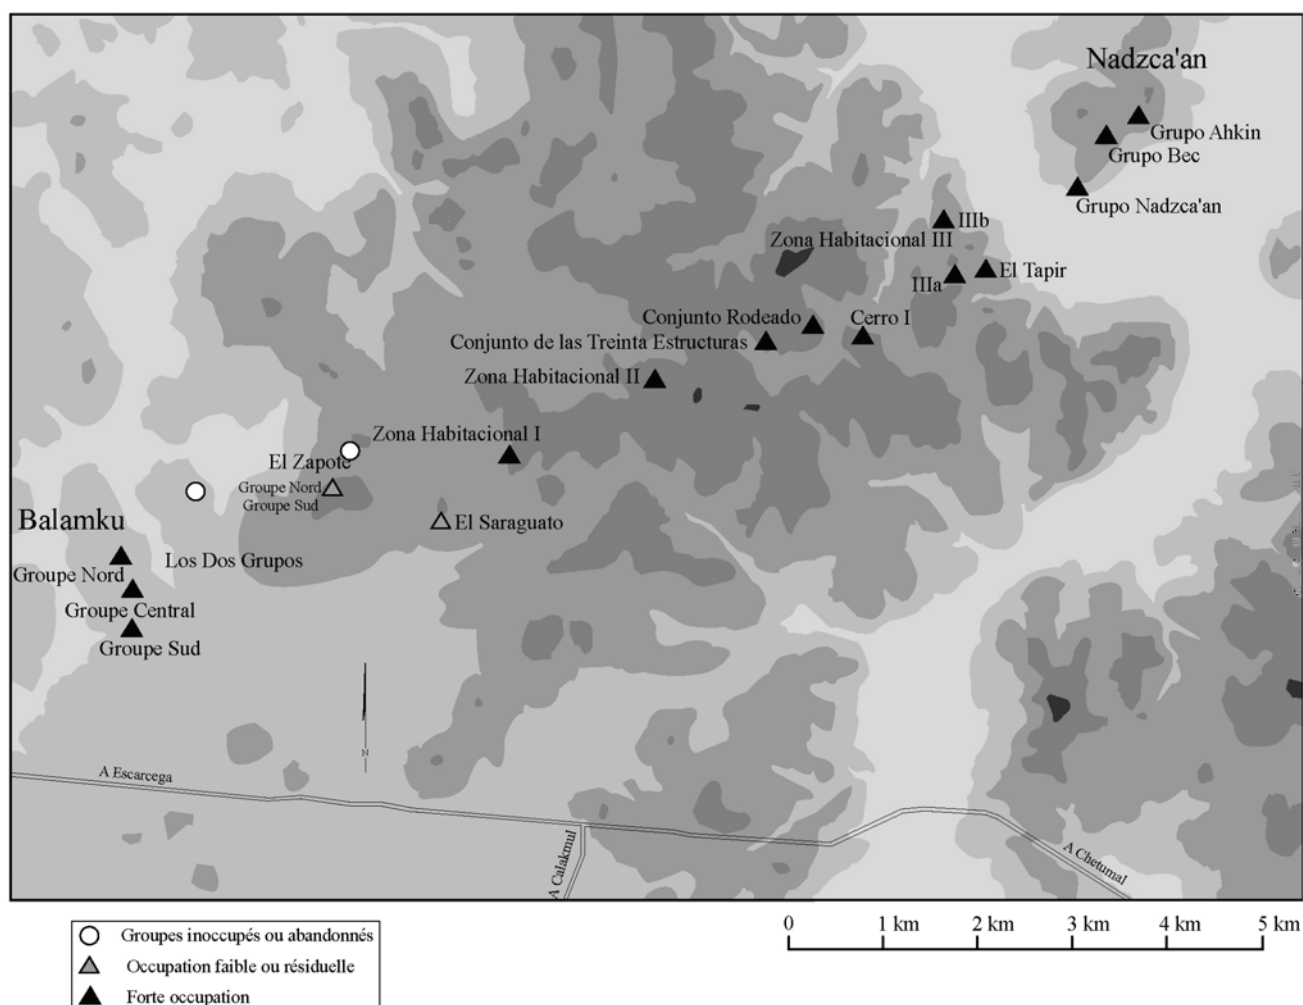 Nadzca'an
Grupo Ahkin
Grupo Bec
Grupo Nadzca'an
IIIb
Zona Habitacional III
El Tapir
IIIa
Conjunto Rodeado
Cerro I
Conjunto de las Treinta Estructuras
Zona Habitacional II
Zona Habitacional I
El Zapote
Groupe Nord
Groupe Sud
Balamku
El Saraguato
Los Dos Grupos
Groupe Nord
Groupe Central
Groupe Sud
N
A Escarcega
A Calakmul
A Chetumal
0 1 km 2 km 3 km 4 km 5 km
Groupes inoccupés ou abandonnés
Occupation faible ou résiduelle
Forte occupation